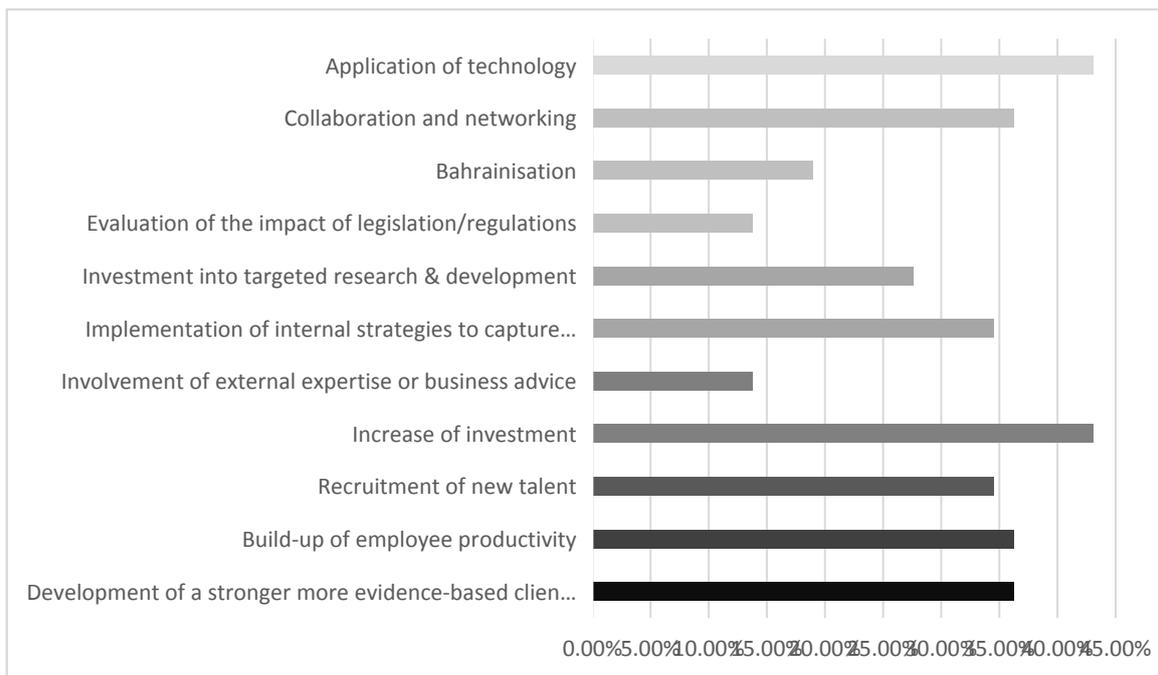 Application of technology
Collaboration and networking
Bahrainisation
Evaluation of the impact of legislation/regulations
Investment into targeted research & development
Implementation of internal strategies to capture…
Involvement of external expertise or business advice
Increase of investment
Recruitment of new talent
Build-up of employee productivity
Development of a stronger more evidence-based clien…
0.00% 5.00% 10.00% 15.00% 20.00% 25.00% 30.00% 35.00% 40.00% 45.00%